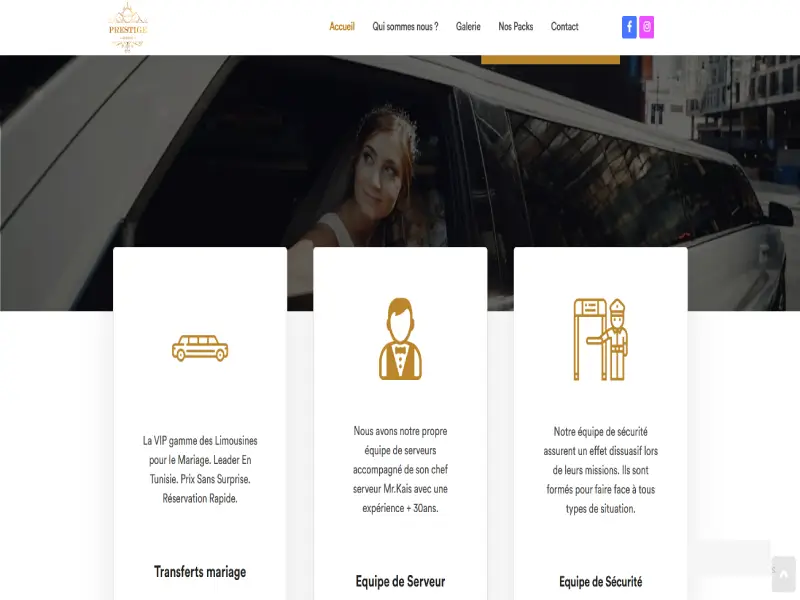 PRESTIGE
Accueil
Qui sommes nous ?
Galerie
Nos Packs
Contact
La VIP gamme des Limousines
pour le Mariage. Leader En
Tunisie. Prix Sans Surprise.
Réservation Rapide.
Transferts mariage
Nous avons notre propre
équipe de serveurs
accompagné de son chef
serveur Mr.Kais avec une
expérience + 30ans.
Equipe de Serveur
Notre équipe de sécurité
assurent un effet dissuasif lors
de leurs missions. Ils sont
formés pour faire face à tous
types de situation.
Equipe de Sécurité